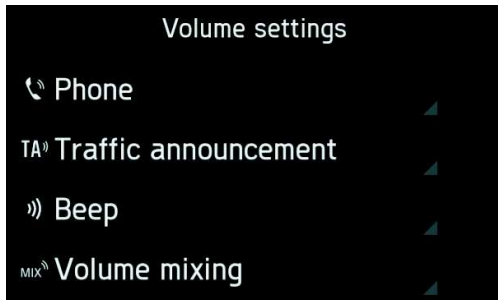 Volume settings
Phone
TA Traffic announcement
Beep
MIX Volume mixing